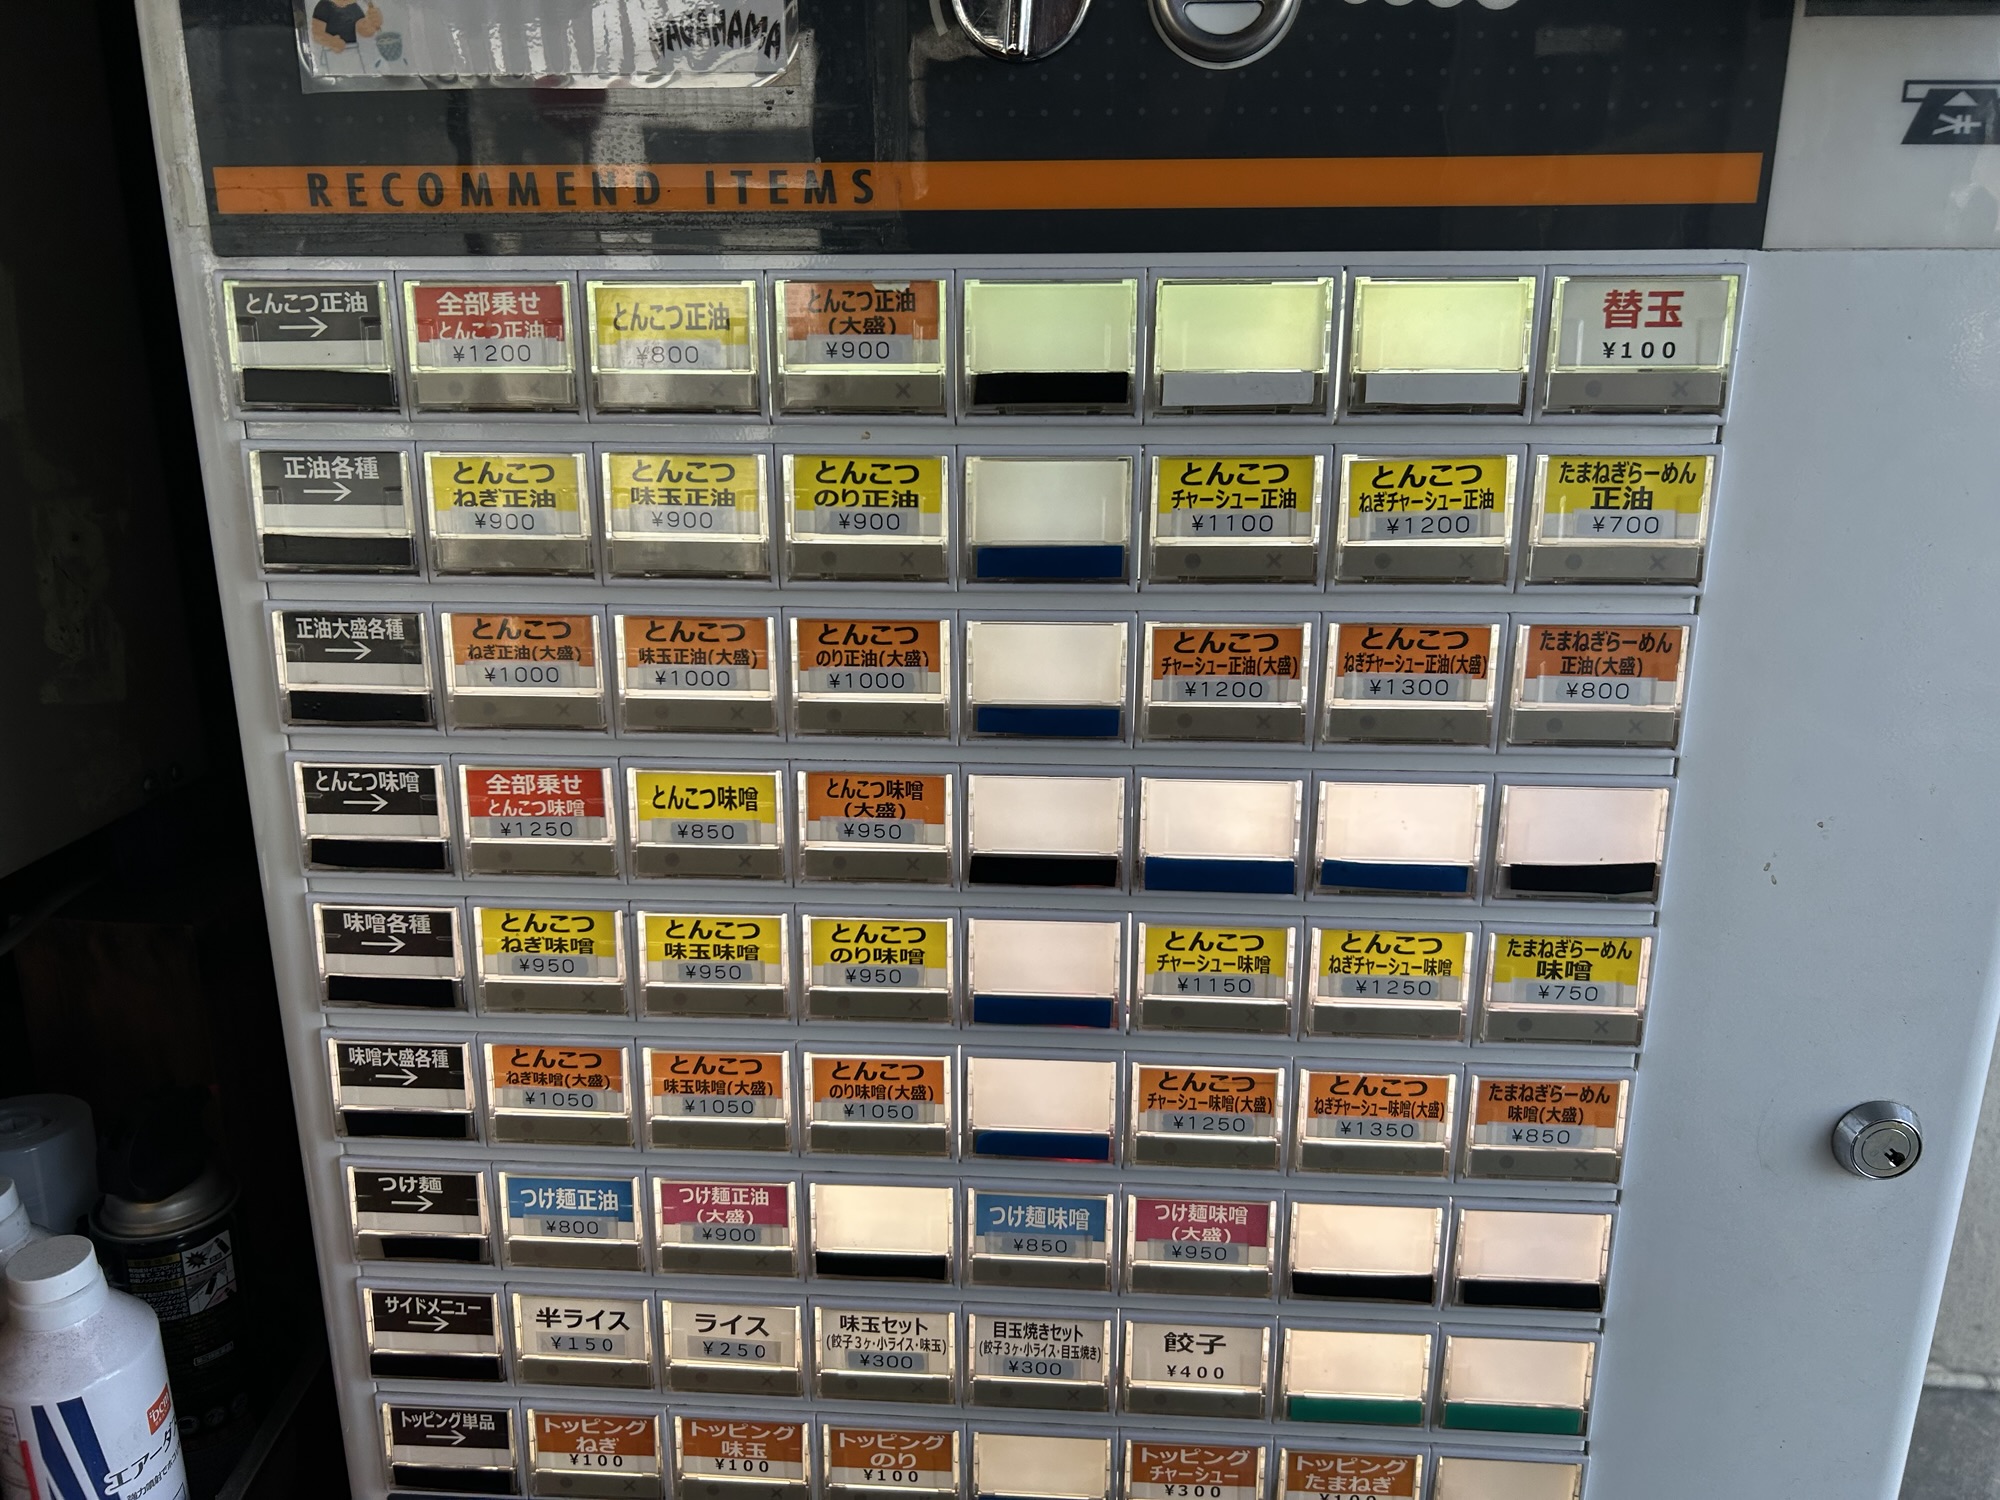 NAGAHAMA
RECOMMEND ITEMS
とんこつ正油
→
全部乗せ
とんこつ正油
¥1200
とんこつ正油
¥800
とんこつ正油
(大盛)
¥900
替玉
¥100
正油各種
→
とんこつ
ねぎ正油
¥900
とんこつ
味玉正油
¥900
とんこつ
のり正油
¥900
とんこつ
チャーシュー正油
¥1100
とんこつ
ねぎチャーシュー正油
¥1200
たまねぎらーめん
正油
¥700
正油大盛各種
→
とんこつ
ねぎ正油(大盛)
¥1000
とんこつ
味玉正油(大盛)
¥1000
とんこつ
のり正油(大盛)
¥1000
とんこつ
チャーシュー正油(大盛)
¥1200
とんこつ
ねぎチャーシュー正油(大盛)
¥1300
たまねぎらーめん
正油(大盛)
¥800
とんこつ味噌
→
全部乗せ
とんこつ味噌
¥1250
とんこつ味噌
¥850
とんこつ味噌
(大盛)
¥950
味噌各種
→
とんこつ
ねぎ味噌
¥950
とんこつ
味玉味噌
¥950
とんこつ
のり味噌
¥950
とんこつ
チャーシュー味噌
¥1150
とんこつ
ねぎチャーシュー味噌
¥1250
たまねぎらーめん
味噌
¥750
味噌大盛各種
→
とんこつ
ねぎ味噌(大盛)
¥1050
とんこつ
味玉味噌(大盛)
¥1050
とんこつ
のり味噌(大盛)
¥1050
とんこつ
チャーシュー味噌(大盛)
¥1250
とんこつ
ねぎチャーシュー味噌(大盛)
¥1350
たまねぎらーめん
味噌(大盛)
¥850
つけ麺
→
つけ麺正油
¥800
つけ麺正油
(大盛)
¥900
つけ麺味噌
¥850
つけ麺味噌
(大盛)
¥950
サイドメニュー
→
半ライス
¥150
ライス
¥250
味玉セット
(餃子3ヶ・小ライス・味玉)
¥300
目玉焼きセット
(餃子3ヶ・小ライス・目玉焼き)
¥300
餃子
¥400
トッピング単品
→
トッピング
ねぎ
¥100
トッピング
味玉
¥100
トッピング
のり
¥100
トッピング
チャーシュー
¥300
トッピング
たまねぎ
¥100
DCM
エアーダ